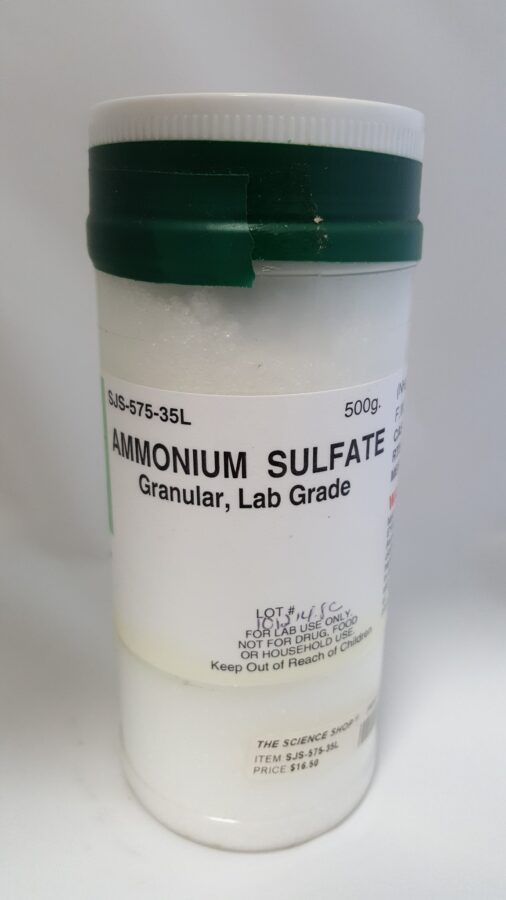 SJS-575-35L
500g.
AMMONIUM SULFATE
Granular, Lab Grade
LOT #
FOR LAB USE ONLY.
NOT FOR DRUG, FOOD
OR HOUSEHOLD USE.
Keep Out of Reach of Children
THE SCIENCE SHOP
ITEM SJS-575-35L
PRICE $16.50